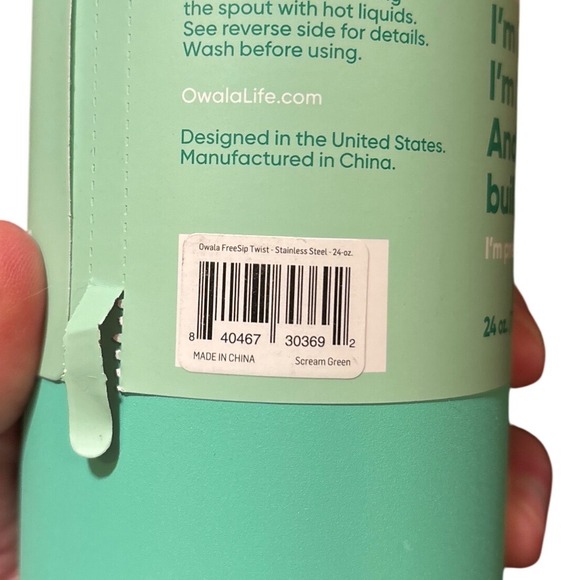 the spout with hot liquids.
See reverse side for details.
Wash before using.
OwalaLife.com
Designed in the United States.
Manufactured in China.
Owala FreeSip Twist - Stainless Steel - 24-oz.
8 40467 30369 2
MADE IN CHINA Scream Green
I'm
I'm
I'm
24 oz.